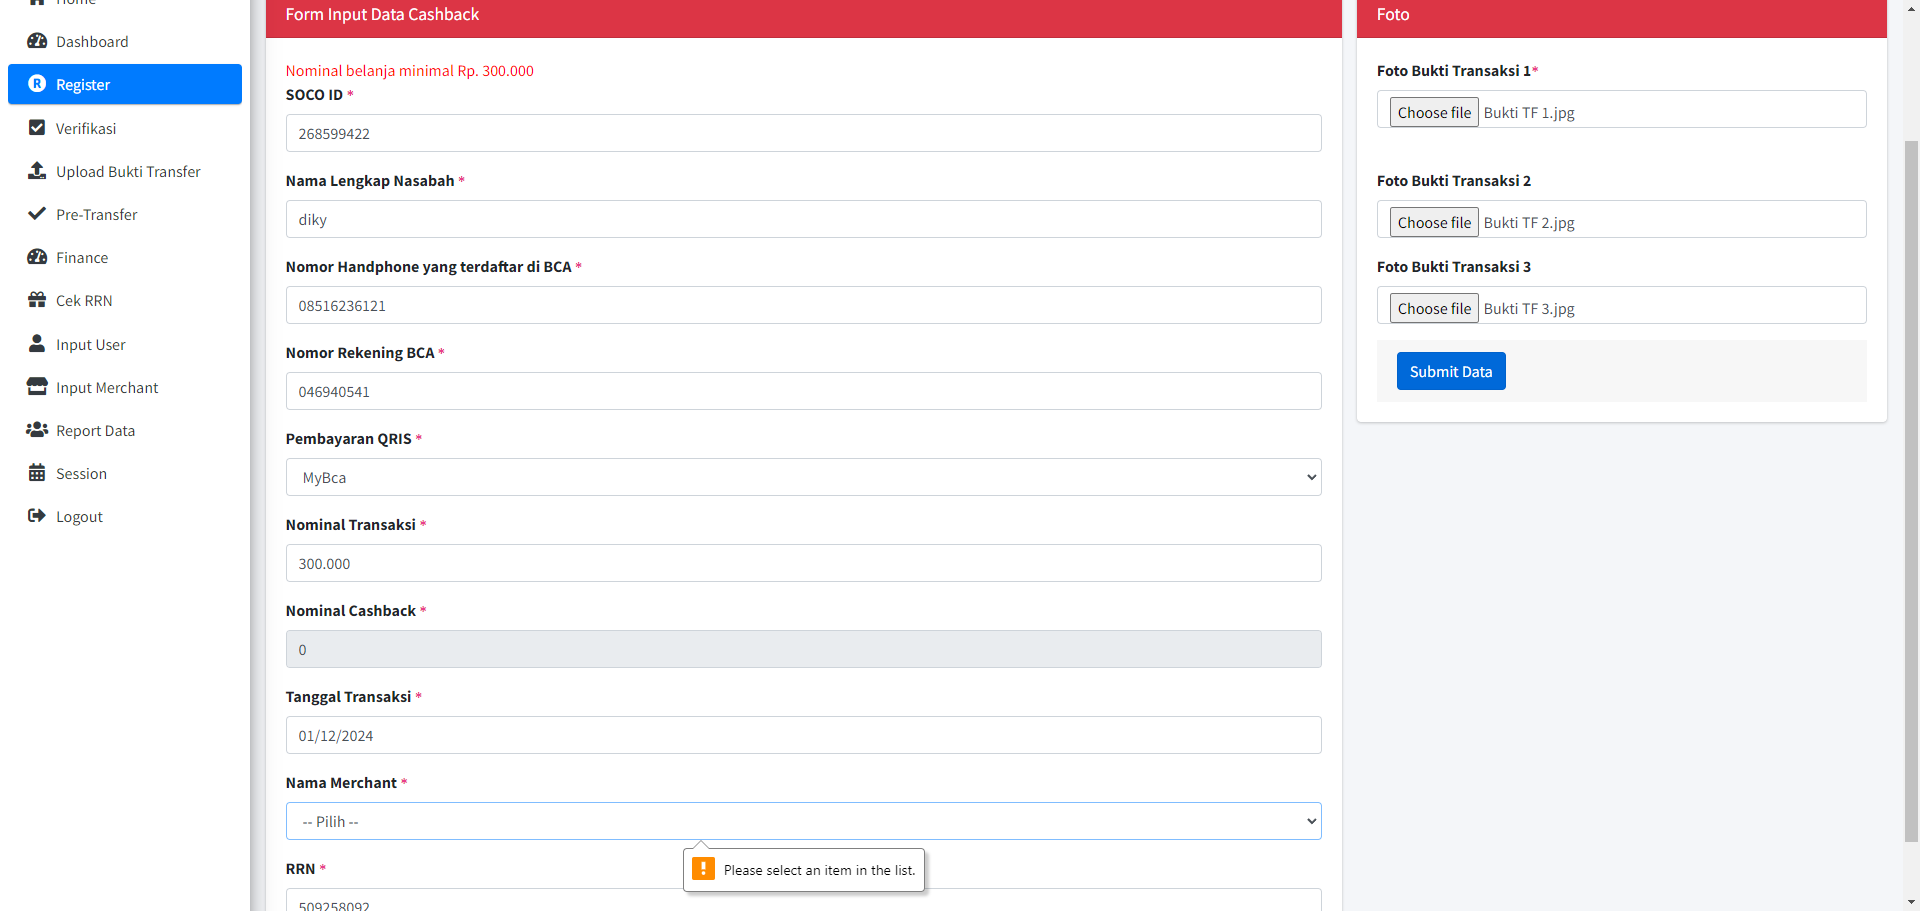 Home
Dashboard
Register
Verifikasi
Upload Bukti Transfer
Pre-Transfer
Finance
Cek RRN
Input User
Input Merchant
Report Data
Session
Logout
Form Input Data Cashback
Nominal belanja minimal Rp. 300.000
SOCO ID *
268599422
Nama Lengkap Nasabah *
diky
Nomor Handphone yang terdaftar di BCA *
08516236121
Nomor Rekening BCA *
046940541
Pembayaran QRIS *
MyBca
Nominal Transaksi *
300.000
Nominal Cashback *
0
Tanggal Transaksi *
01/12/2024
Nama Merchant *
-- Pilih --
Please select an item in the list.
RRN *
509258092
Foto
Foto Bukti Transaksi 1*
Choose file Bukti TF 1.jpg
Foto Bukti Transaksi 2
Choose file Bukti TF 2.jpg
Foto Bukti Transaksi 3
Choose file Bukti TF 3.jpg
Submit Data